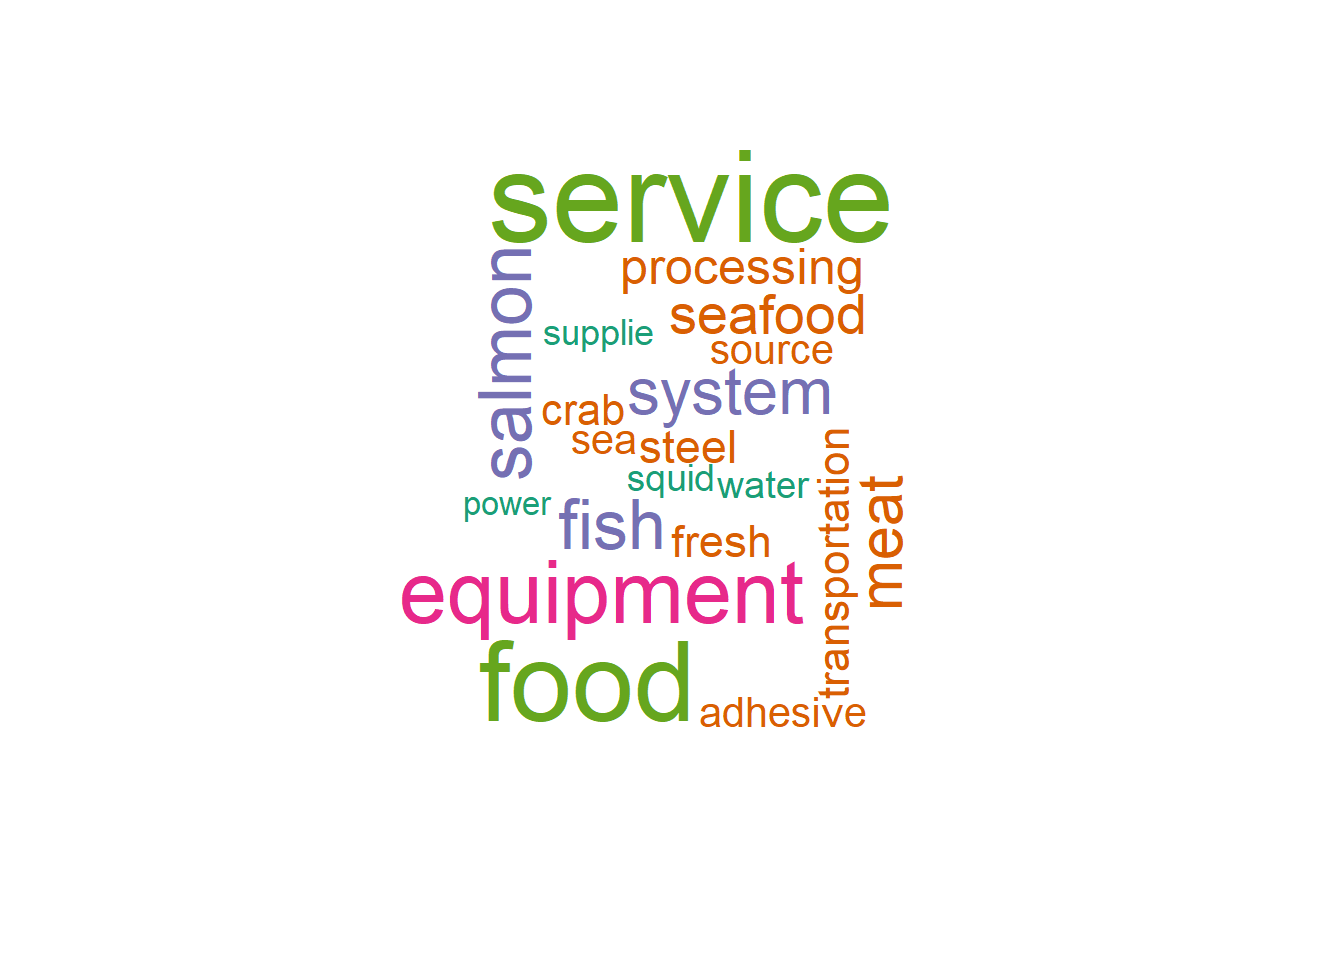 service
processing
salmon
seafood
supplie
source
system
crab
sea
steel
squid
water
power
fish
fresh
transportation
meat
equipment
food
adhesive